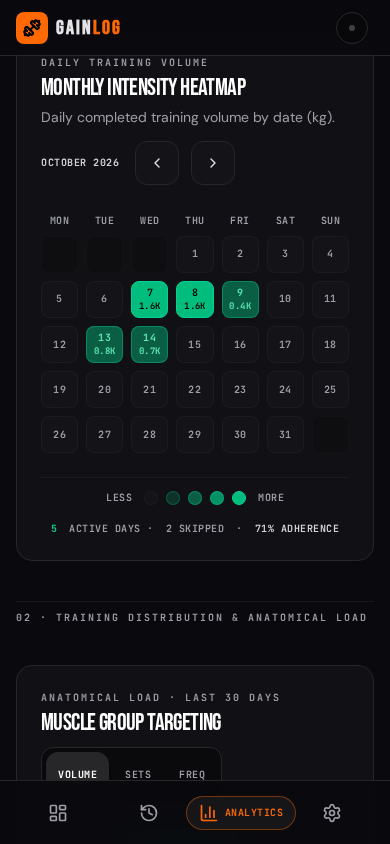 GAINLOG
DAILY TRAINING VOLUME
MONTHLY INTENSITY HEATMAP
Daily completed training volume by date (kg).
OCTOBER 2026
MON TUE WED THU FRI SAT SUN
1 2 3 4
5 6 7 8 9 10 11
1.6K 1.6K 0.4K
12 13 14 15 16 17 18
0.8K 0.7K
19 20 21 22 23 24 25
26 27 28 29 30 31
LESS MORE
5 ACTIVE DAYS · 2 SKIPPED · 71% ADHERENCE
02 · TRAINING DISTRIBUTION & ANATOMICAL LOAD
ANATOMICAL LOAD · LAST 30 DAYS
MUSCLE GROUP TARGETING
VOLUME SETS FREQ
ANALYTICS